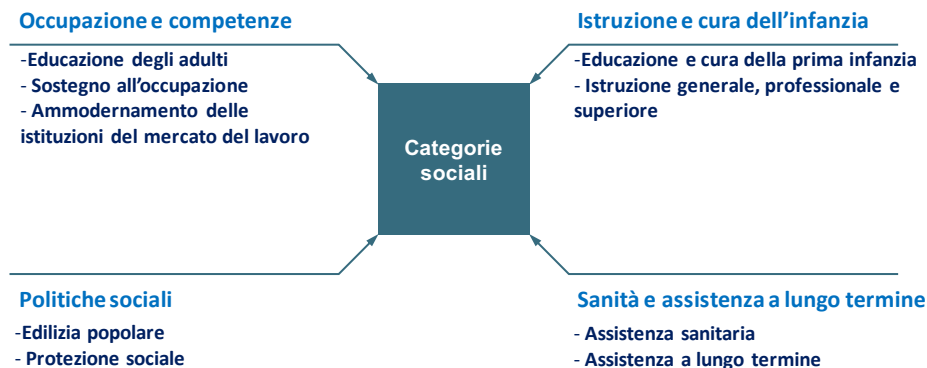 Occupazione e competenze
-Educazione degli adulti
- Sostegno all'occupazione
- Ammodernamento delle
istituzioni del mercato del lavoro
Istruzione e cura dell'infanzia
-Educazione e cura della prima infanzia
- Istruzione generale, professionale e
superiore
Categorie
sociali
Politiche sociali
-Edilizia popolare
- Protezione sociale
Sanità e assistenza a lungo termine
- Assistenza sanitaria
- Assistenza a lungo termine